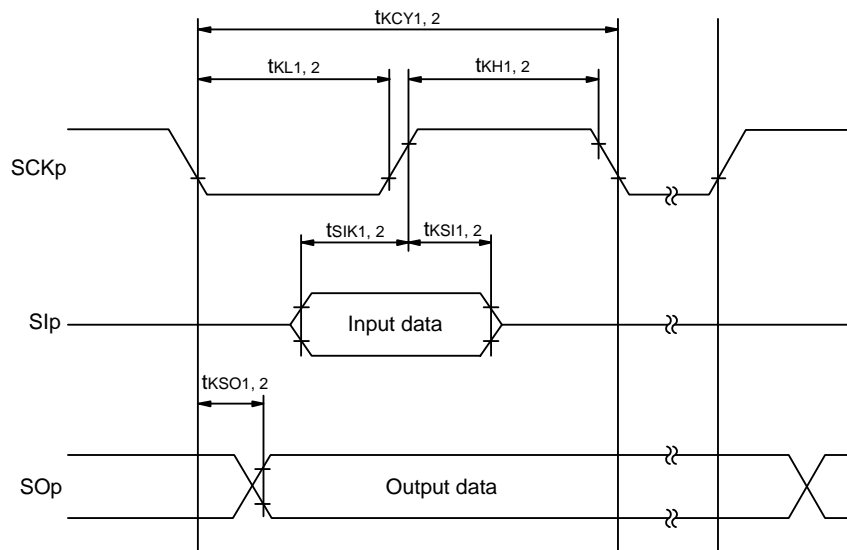 tKCY1, 2
tKL1, 2
tKH1, 2
SCKp
tSIK1, 2
tKSI1, 2
SIp
Input data
tKSO1, 2
SOp
Output data